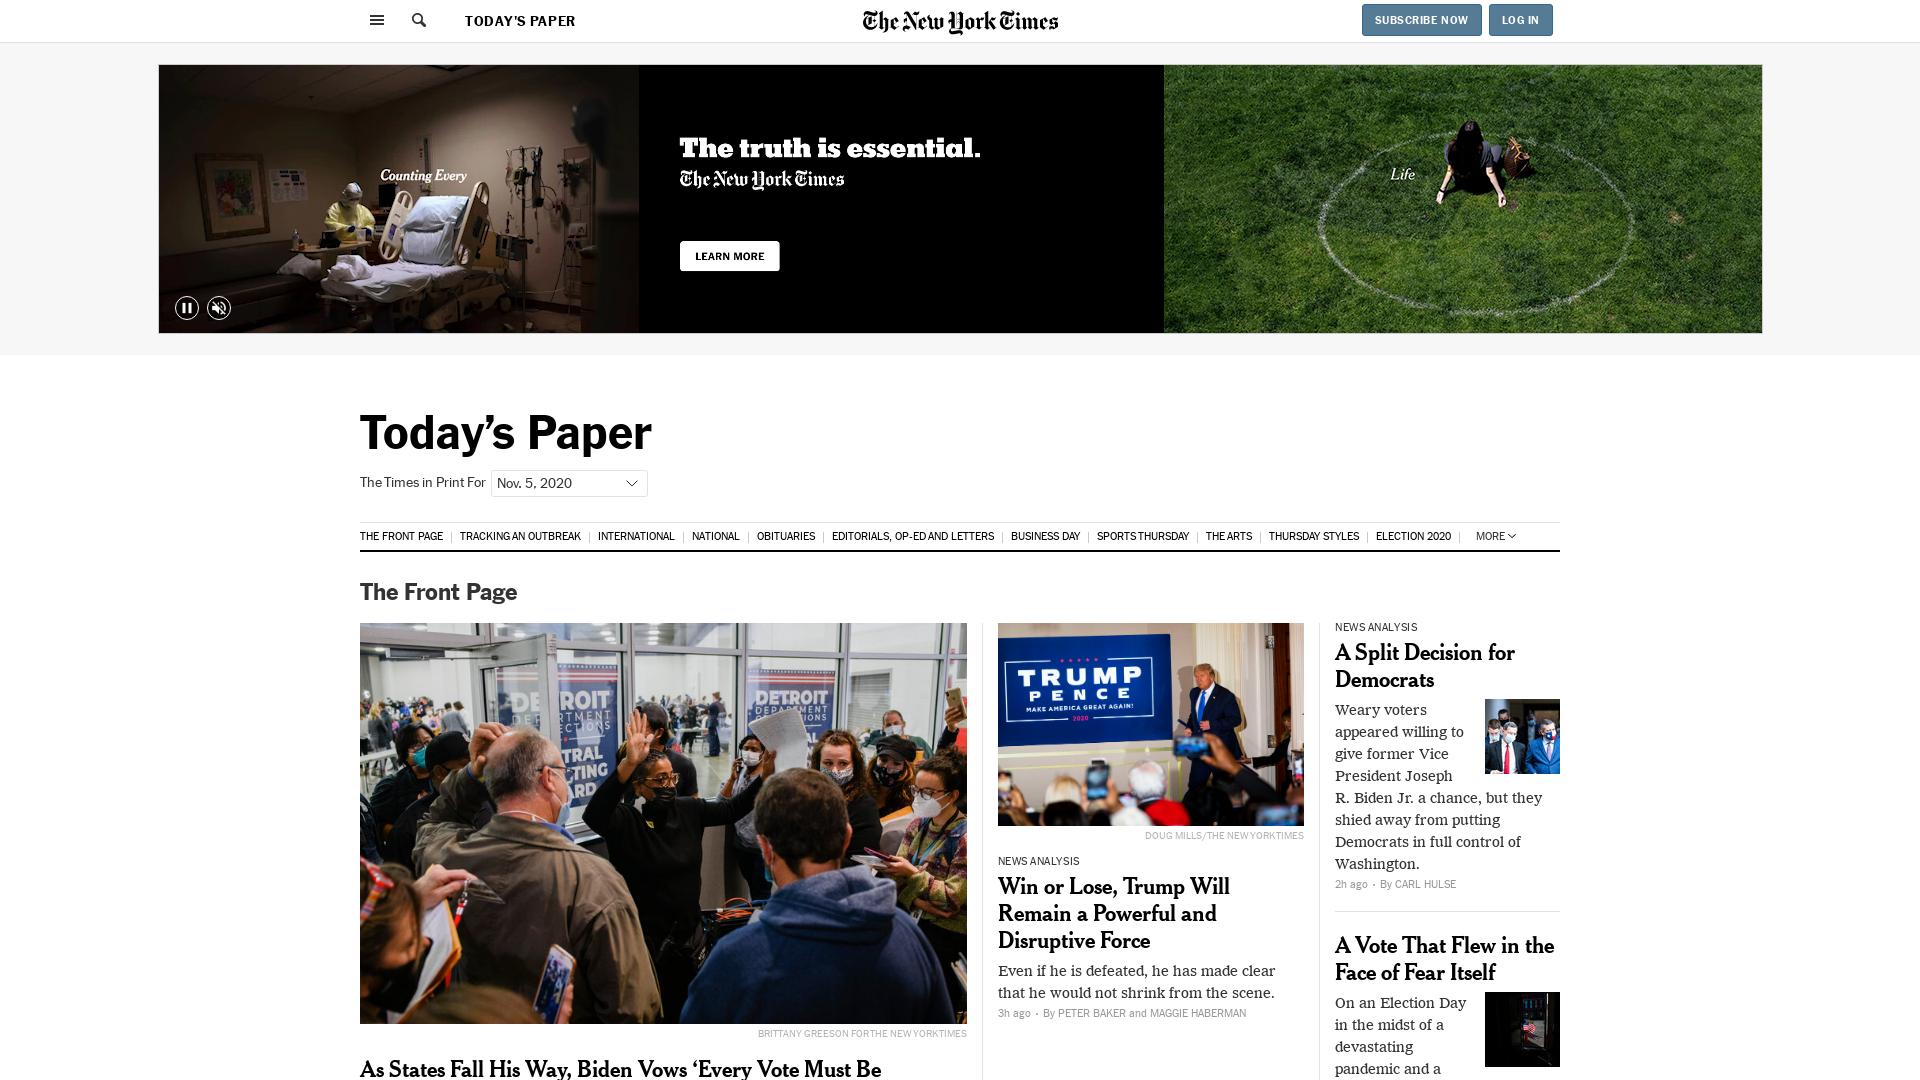 TODAY'S PAPER
The New York Times
SUBSCRIBE NOW
LOG IN
Counting Every
The truth is essential.
The New York Times
LEARN MORE
Life
Today's Paper
The Times in Print For Nov. 5, 2020
THE FRONT PAGE TRACKING AN OUTBREAK INTERNATIONAL NATIONAL OBITUARIES EDITORIALS, OP-ED AND LETTERS BUSINESS DAY SPORTS THURSDAY THE ARTS THURSDAY STYLES ELECTION 2020 MORE
The Front Page
DETROIT
DETROIT
BRITTANY GREESON FOR THE NEW YORK TIMES
As States Fall His Way, Biden Vows ‘Every Vote Must Be
TRUMP
PENCE
MAKE AMERICA GREAT AGAIN!
2020
DOUG MILLS/THE NEW YORK TIMES
NEWS ANALYSIS
Win or Lose, Trump Will
Remain a Powerful and
Disruptive Force
Even if he is defeated, he has made clear
that he would not shrink from the scene.
3h ago · By PETER BAKER and MAGGIE HABERMAN
NEWS ANALYSIS
A Split Decision for
Democrats
Weary voters
appeared willing to
give former Vice
President Joseph
R. Biden Jr. a chance, but they
shied away from putting
Democrats in full control of
Washington.
2h ago · By CARL HULSE
A Vote That Flew in the
Face of Fear Itself
On an Election Day
in the midst of a
devastating
pandemic and a